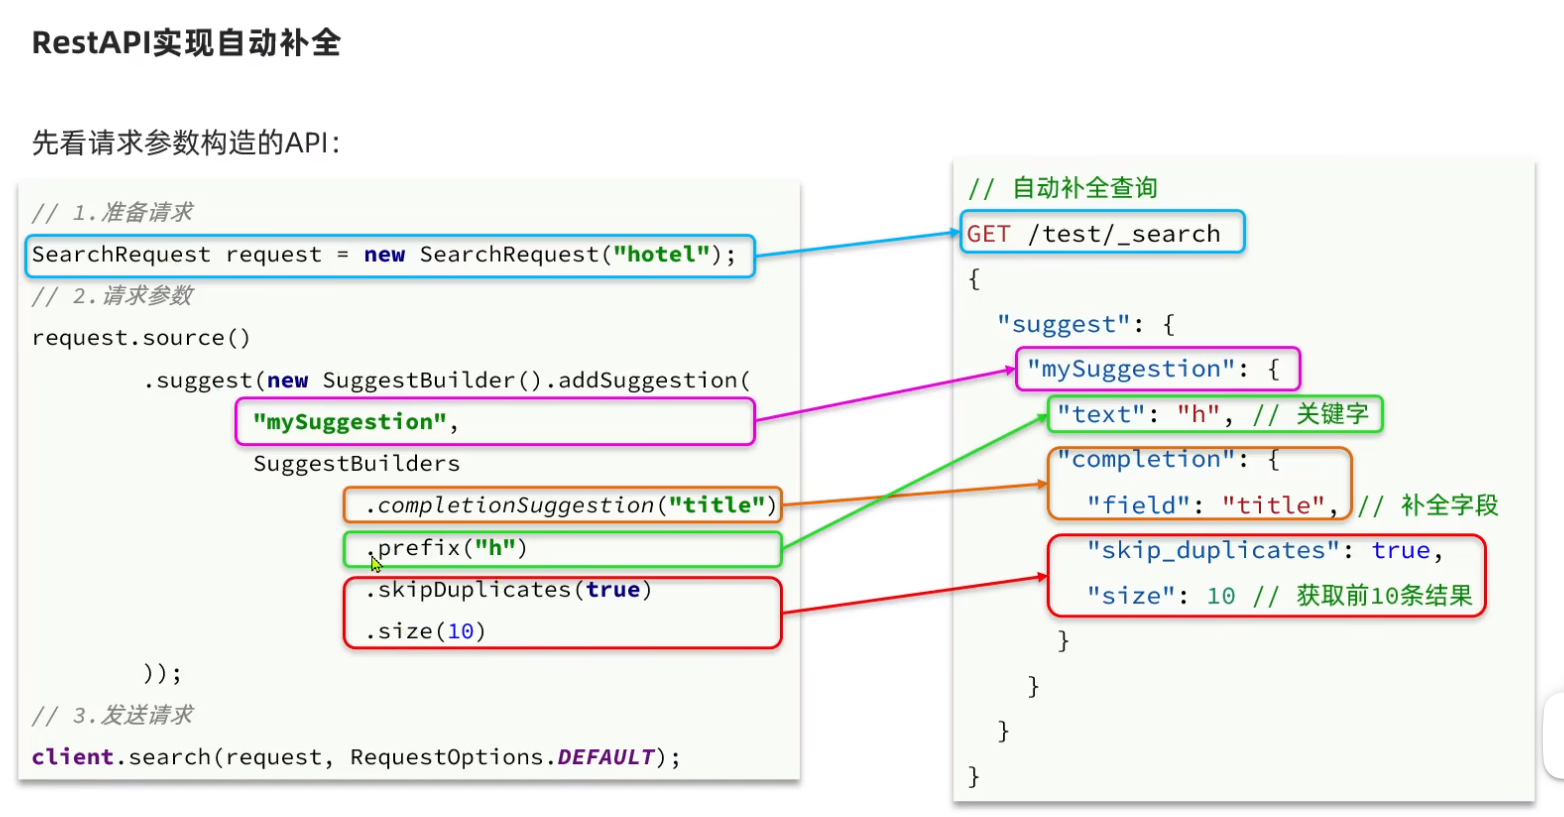 RestAPI实现自动补全
先看请求参数构造的API：
// 1.准备请求
SearchRequest request = new SearchRequest("hotel");
// 2.请求参数
request.source()
.suggest(new SuggestBuilder().addSuggestion(
"mySuggestion",
SuggestBuilders
.completionSuggestion("title")
.prefix("h")
.skipDuplicates(true)
.size(10)
));
// 3.发送请求
client.search(request, RequestOptions.DEFAULT);
// 自动补全查询
GET /test/_search
{
"suggest": {
"mySuggestion": {
"text": "h", // 关键字
"completion": {
"field": "title", // 补全字段
"skip_duplicates": true,
"size": 10 // 获取前10条结果
}
}
}
}